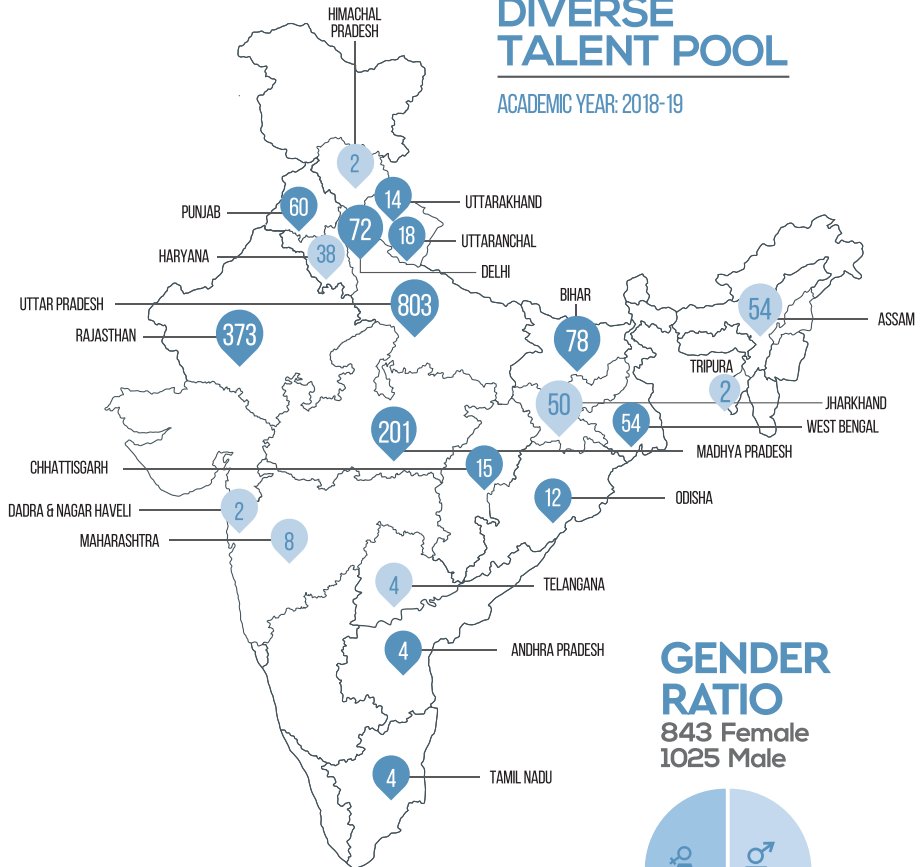 DIVERSE
TALENT POOL
ACADEMIC YEAR: 2018-19
HIMACHAL
PRADESH
2
14
UTTARAKHAND
PUNJAB
60
72
18
UTTARANCHAL
HARYANA
38
DELHI
UTTAR PRADESH
803
BIHAR
54
ASSAM
RAJASTHAN
373
78
TRIPURA
2
50
JHARKHAND
54
WEST BENGAL
201
MADHYA PRADESH
CHHATTISGARH
15
12
ODISHA
DADRA & NAGAR HAVELI
2
MAHARASHTRA
8
4
TELANGANA
4
ANDHRA PRADESH
4
TAMIL NADU
GENDER
RATIO
843 Female
1025 Male